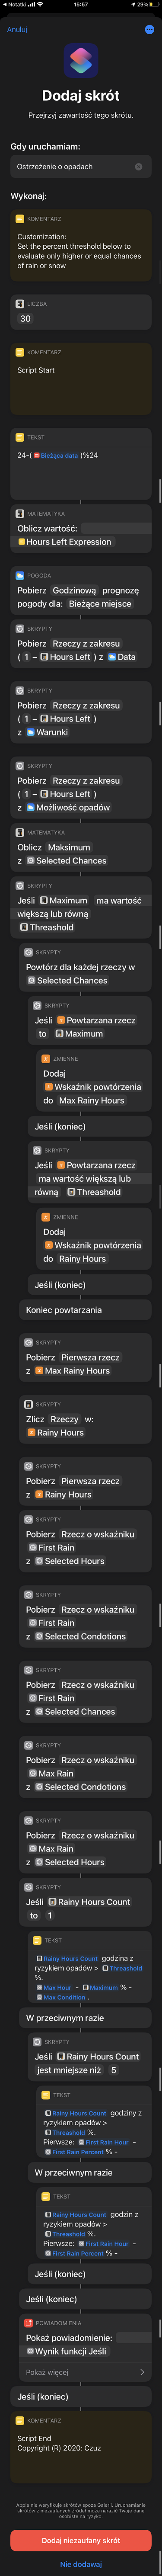 ◀ Notatki
15:57
29%
Anuluj
Dodaj skrót
Przejrzyj zawartość tego skrótu.
Gdy uruchamiam:
Ostrzeżenie o opadach
Wykonaj:
KOMENTARZ
Customization:
Set the percent threshold below to
evaluate only higher or equal chances
of rain or snow
LICZBA
30
KOMENTARZ
Script Start
TEKST
24-( Bieżąca data )%24
MATEMATYKA
Oblicz wartość:
Hours Left Expression
POGODA
Pobierz Godzinową prognozę
pogody dla: Bieżące miejsce
SKRYPTY
Pobierz Rzeczy z zakresu
( 1 – Hours Left ) z Data
SKRYPTY
Pobierz Rzeczy z zakresu
( 1 – Hours Left )
z Warunki
SKRYPTY
Pobierz Rzeczy z zakresu
( 1 – Hours Left )
z Możliwość opadów
MATEMATYKA
Oblicz Maksimum
z Selected Chances
SKRYPTY
Jeśli Maximum ma wartość
większą lub równą
Threashold
SKRYPTY
Powtórz dla każdej rzeczy w
Selected Chances
SKRYPTY
Jeśli Powtarzana rzecz
to Maximum
ZMIENNE
Dodaj
Wskaźnik powtórzenia
do Max Rainy Hours
Jeśli (koniec)
SKRYPTY
Jeśli Powtarzana rzecz
ma wartość większą lub
równą Threashold
ZMIENNE
Dodaj
Wskaźnik powtórzenia
do Rainy Hours
Jeśli (koniec)
Koniec powtarzania
SKRYPTY
Pobierz Pierwsza rzecz
z Max Rainy Hours
SKRYPTY
Zlicz Rzeczy w:
Rainy Hours
SKRYPTY
Pobierz Pierwsza rzecz
z Rainy Hours
SKRYPTY
Pobierz Rzecz o wskaźniku
First Rain
z Selected Hours
SKRYPTY
Pobierz Rzecz o wskaźniku
First Rain
z Selected Condotions
SKRYPTY
Pobierz Rzecz o wskaźniku
First Rain
z Selected Chances
SKRYPTY
Pobierz Rzecz o wskaźniku
Max Rain
z Selected Condotions
SKRYPTY
Pobierz Rzecz o wskaźniku
Max Rain
z Selected Hours
SKRYPTY
Jeśli Rainy Hours Count
to 1
TEKST
Rainy Hours Count godzina z
ryzykiem opadów > Threashold
%.
Max Hour - Maximum % -
Max Condition .
W przeciwnym razie
SKRYPTY
Jeśli Rainy Hours Count
jest mniejsze niż 5
TEKST
Rainy Hours Count godziny z
ryzykiem opadów >
Threashold %.
Pierwsze: First Rain Hour -
First Rain Percent % -
W przeciwnym razie
TEKST
Rainy Hours Count godzin z
ryzykiem opadów >
Threashold %.
Pierwsze: First Rain Hour -
First Rain Percent % -
Jeśli (koniec)
Jeśli (koniec)
POWIADOMIENIA
Pokaż powiadomienie:
Wynik funkcji Jeśli
Pokaż więcej
Jeśli (koniec)
KOMENTARZ
Script End
Copyright (R) 2020: Czuz
Apple nie weryfikuje skrótów spoza Galerii. Uruchamianie
skrótów z niezaufanych źródeł może narazić Twoje dane
osobiste na ryzyko.
Dodaj niezaufany skrót
Nie dodawaj